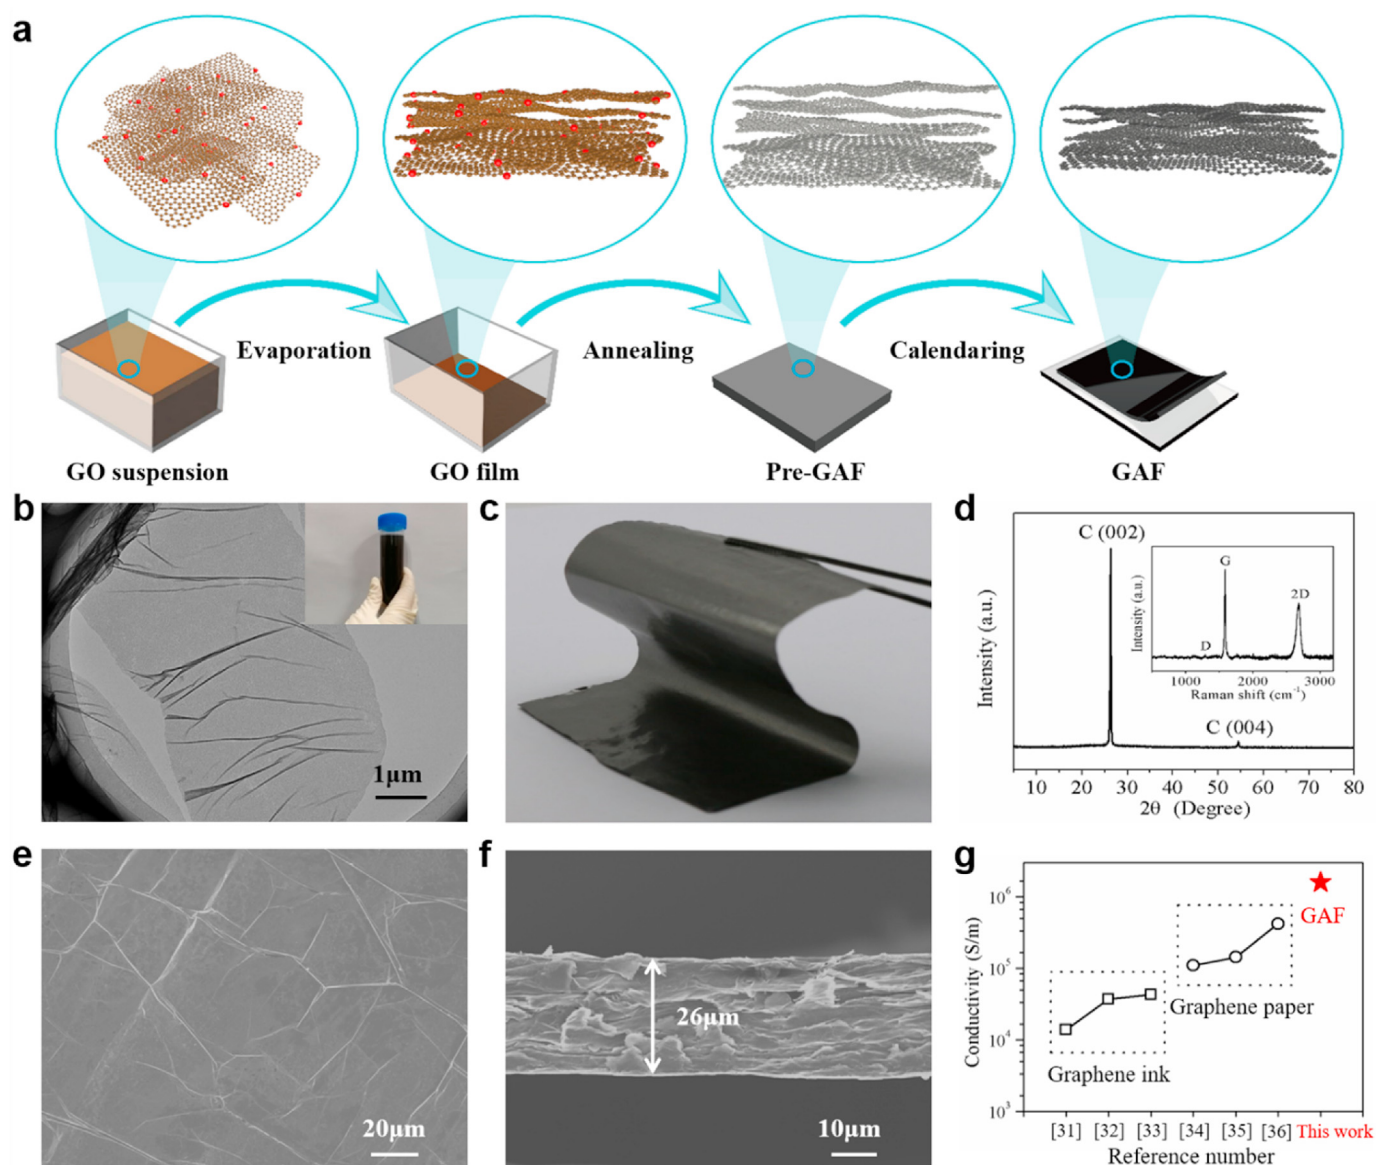 a
Evaporation
Annealing
Calendaring
GO suspension
GO film
Pre-GAF
GAF
b
1μm
c
d
C (002)
C (004)
Intensity (a.u.)
10 20 30 40 50 60 70 80
2θ (Degree)
G
D
2D
Intensity (a.u.)
1000 2000 3000
Raman shift (cm-1)
e
20μm
f
26μm
10μm
g
10⁶
10⁵
10⁴
10³
Conductivity (S/m)
GAF
Graphene paper
Graphene ink
[31] [32] [33] [34] [35] [36] This work
Reference number